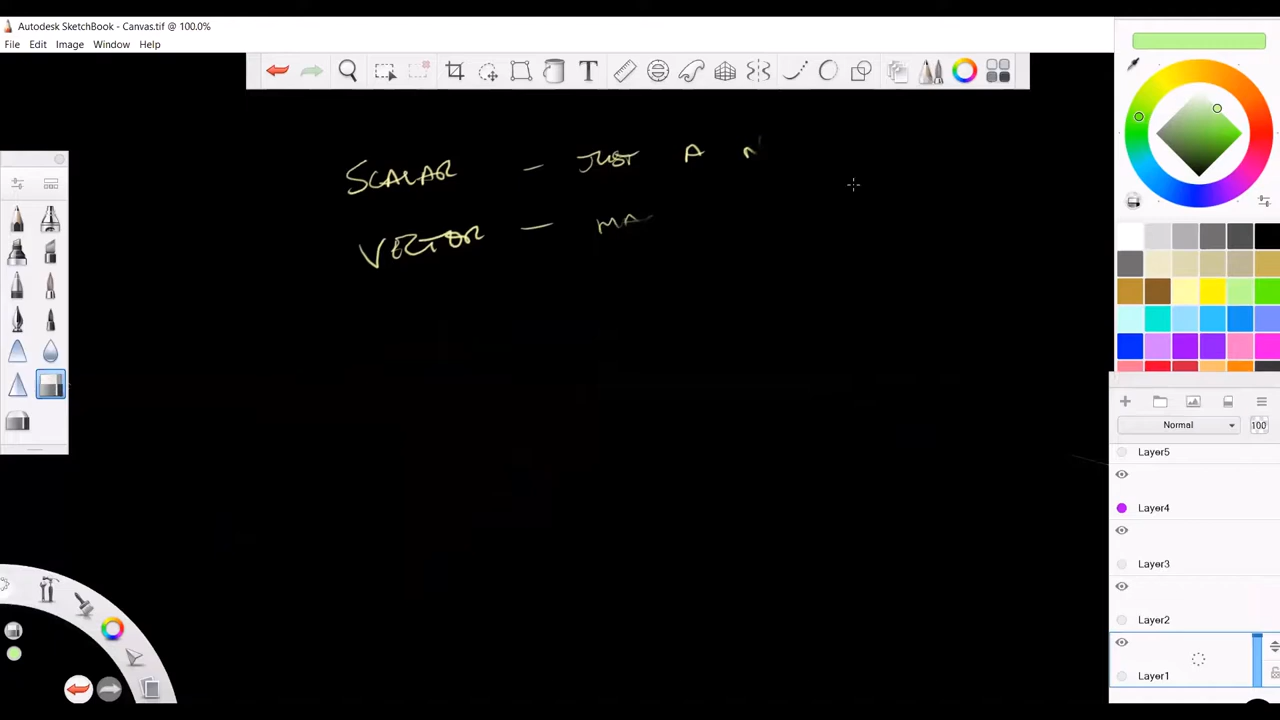 Autodesk SketchBook - Canvas.tif @ 100.0%
File Edit Image Window Help
SCALAR — JUST A N
VECTOR — MA
Normal 100
Layer5
Layer4
Layer3
Layer2
Layer1